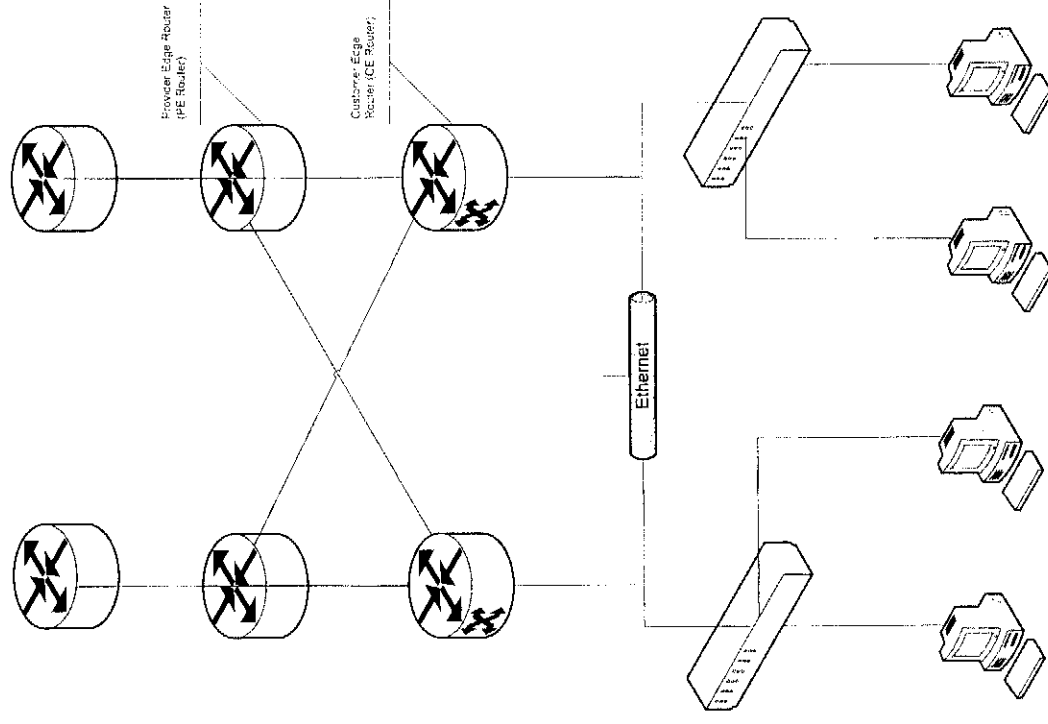 Provider Edge Router
(PE Router)
Customer Edge
Router (CE Router)
Ethernet